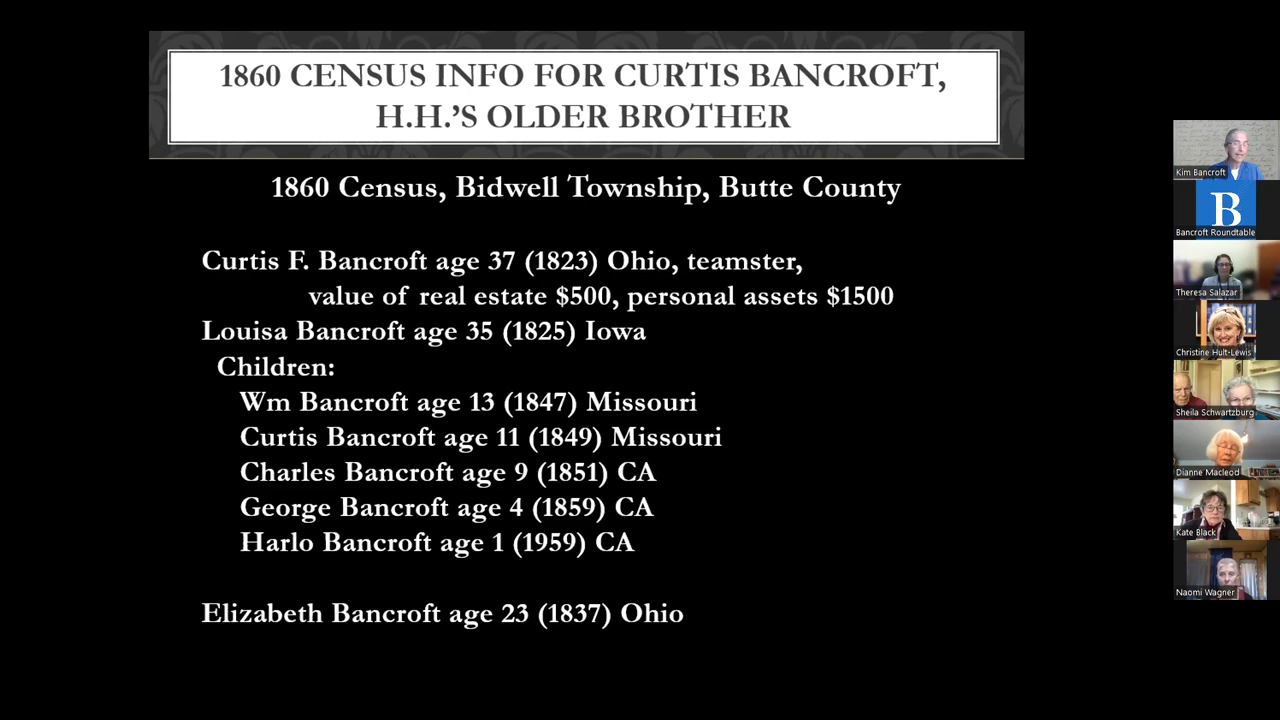 1860 CENSUS INFO FOR CURTIS BANCROFT,
H.H.’S OLDER BROTHER
1860 Census, Bidwell Township, Butte County
Curtis F. Bancroft age 37 (1823) Ohio, teamster,
value of real estate $500, personal assets $1500
Louisa Bancroft age 35 (1825) Iowa
Children:
Wm Bancroft age 13 (1847) Missouri
Curtis Bancroft age 11 (1849) Missouri
Charles Bancroft age 9 (1851) CA
George Bancroft age 4 (1859) CA
Harlo Bancroft age 1 (1959) CA
Elizabeth Bancroft age 23 (1837) Ohio
Kim Bancroft
B
Bancroft Roundtable
Theresa Salazar
Christine Hult-Lewis
Sheila Schwartzburg
Dianne Macleod
Kate Black
Naomi Wagner